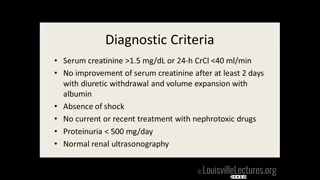 Diagnostic Criteria
• Serum creatinine >1.5 mg/dL or 24-h CrCl <40 ml/min
• No improvement of serum creatinine after at least 2 days
with diuretic withdrawal and volume expansion with
albumin
• Absence of shock
• No current or recent treatment with nephrotoxic drugs
• Proteinuria < 500 mg/day
• Normal renal ultrasonography
LouisvilleLectures.org